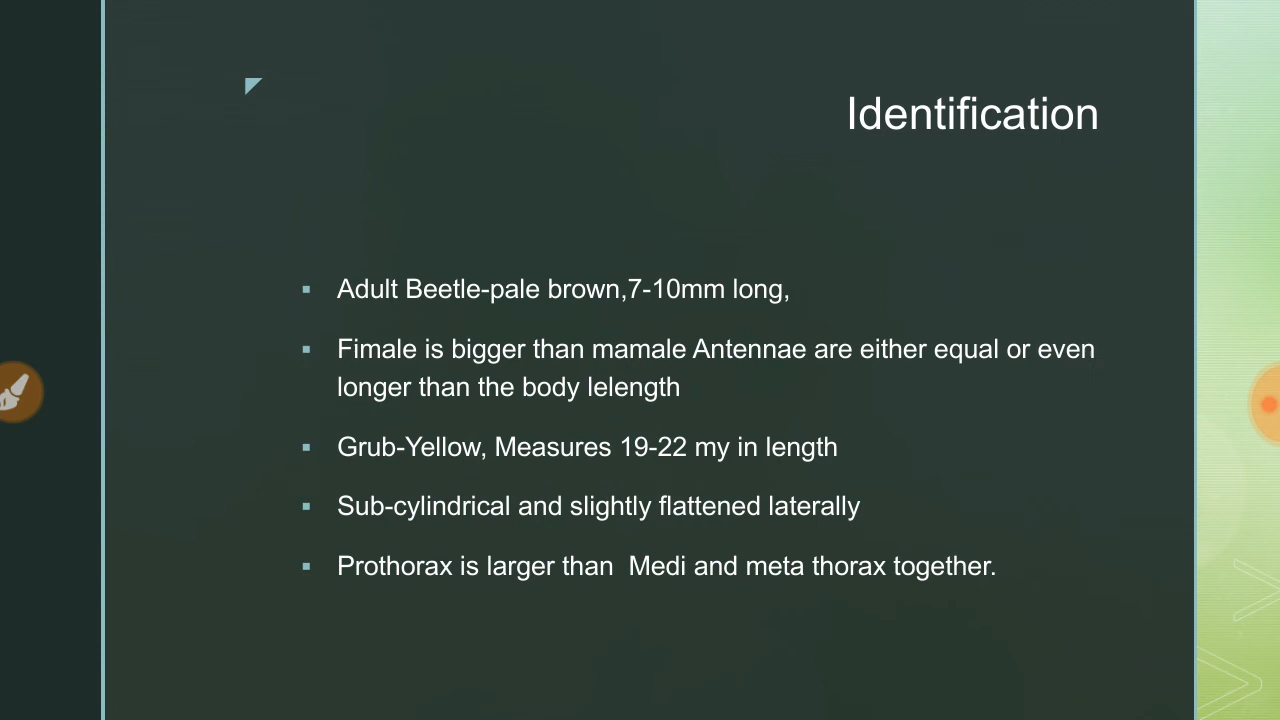 Identification
Adult Beetle-pale brown,7-10mm long,
Fimale is bigger than mamale Antennae are either equal or even
longer than the body lelength
Grub-Yellow, Measures 19-22 my in length
Sub-cylindrical and slightly flattened laterally
Prothorax is larger than  Medi and meta thorax together.